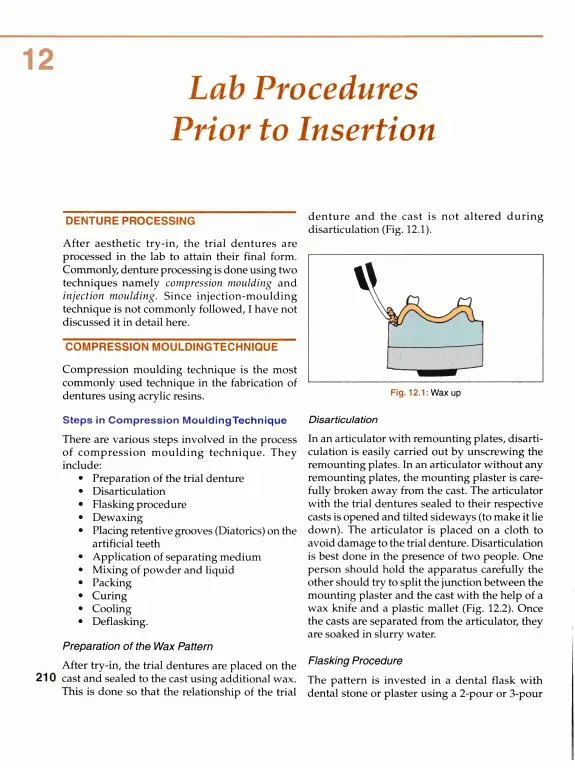 12
Lab Procedures
Prior to Insertion
DENTURE PROCESSING
After aesthetic try-in, the trial dentures are
processed in the lab to attain their final form.
Commonly, denture processing is done using two
techniques namely compression moulding and
injection moulding. Since injection-moulding
technique is not commonly followed, I have not
discussed it in detail here.
COMPRESSION MOULDING TECHNIQUE
Compression moulding technique is the most
commonly used technique in the fabrication of
dentures using acrylic resins.
Steps in Compression Moulding Technique
There are various steps involved in the process
of compression moulding technique. They
include:
• Preparation of the trial denture
• Disarticulation
• Flasking procedure
• Dewaxing
• Placing retentive grooves (Diatorics) on the
artificial teeth
• Application of separating medium
• Mixing of powder and liquid
• Packing
• Curing
• Cooling
• Deflasking.
Preparation of the Wax Pattern
After try-in, the trial dentures are placed on the
210 cast and sealed to the cast using additional wax.
This is done so that the relationship of the trial
denture and the cast is not altered during
disarticulation (Fig. 12.1).
Fig. 12.1: Wax up
Disarticulation
In an articulator with remounting plates, disarti-
culation is easily carried out by unscrewing the
remounting plates. In an articulator without any
remounting plates, the mounting plaster is care-
fully broken away from the cast. The articulator
with the trial dentures sealed to their respective
casts is opened and tilted sideways (to make it lie
down). The articulator is placed on a cloth to
avoid damage to the trial denture. Disarticulation
is best done in the presence of two people. One
person should hold the apparatus carefully the
other should try to split the junction between the
mounting plaster and the cast with the help of a
wax knife and a plastic mallet (Fig. 12.2). Once
the casts are separated from the articulator, they
are soaked in slurry water.
Flasking Procedure
The pattern is invested in a dental flask with
dental stone or plaster using a 2-pour or 3-pour